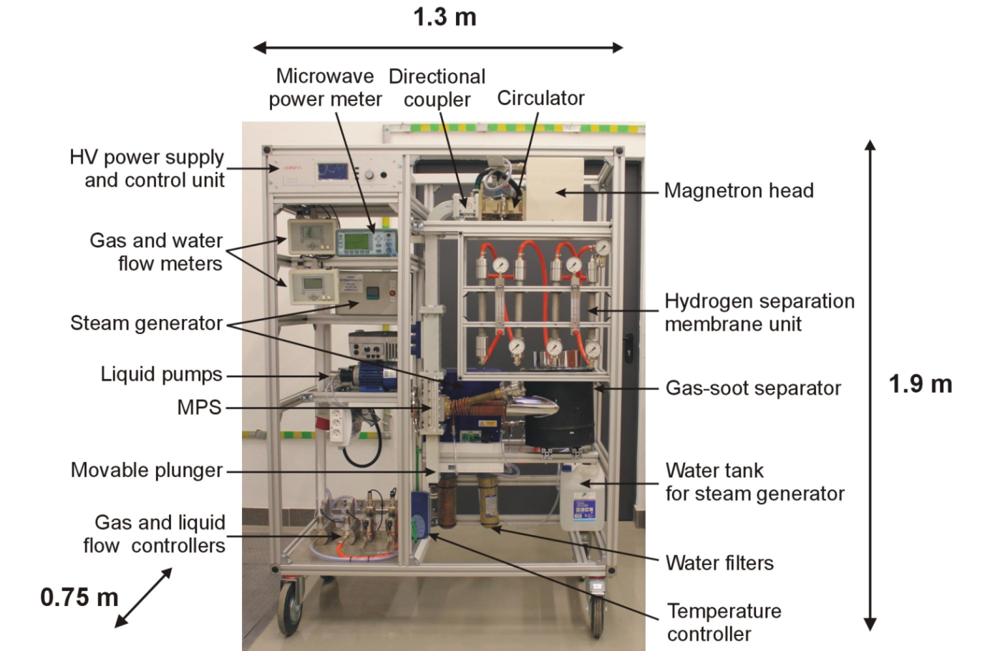 1.3 m
Microwave
power meter
Directional
coupler
Circulator
HV power supply
and control unit
Gas and water
flow meters
Steam generator
Liquid pumps
MPS
Movable plunger
Gas and liquid
flow controllers
0.75 m
Magnetron head
Hydrogen separation
membrane unit
Gas-soot separator
1.9 m
Water tank
for steam generator
Water filters
Temperature
controller